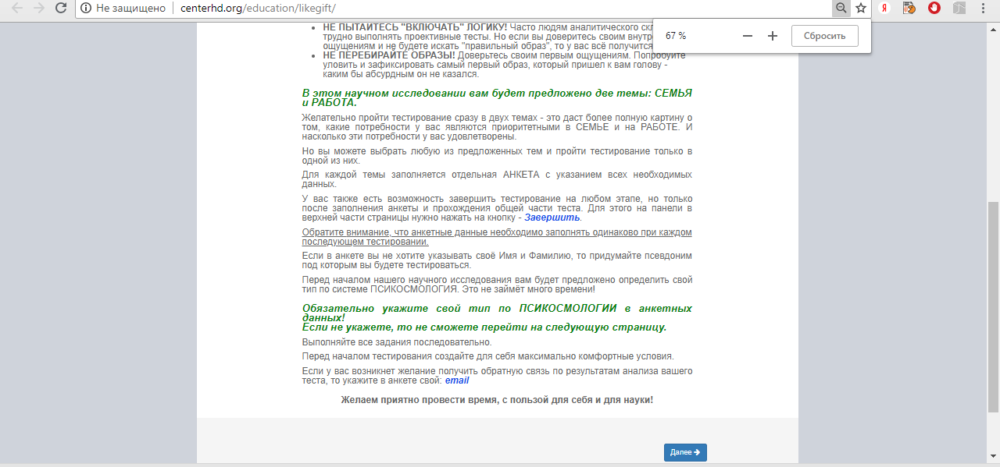 Не защищено centerhd.org/education/likegift/
67 %
Сбросить
НЕ ПЫТАЙТЕСЬ "ВКЛЮЧАТЬ" ЛОГИКУ! Часто людям аналитического
трудно выполнять проективные тесты. Но если вы доверитесь своим
ощущениям и не будете искать "правильный образ", то у вас всё получится
НЕ ПЕРЕБИРАЙТЕ ОБРАЗЫ! Доверьтесь своим первым ощущениям. Попробуйте
уловить и зафиксировать самый первый образ, который пришел к вам голову -
каким бы абсурдным он не казался.
В этом научном исследовании вам будет предложено две темы: СЕМЬЯ
и РАБОТА.
Желательно пройти тестирование сразу в двух темах - это даст более полную картину о
том, какие потребности у вас являются приоритетными в СЕМЬЕ и на РАБОТЕ. И
насколько эти потребности у вас удовлетворены.
Но вы можете выбрать любую из предложенных тем и пройти тестирование только в
одной из них.
Для каждой темы заполняется отдельная АНКЕТА с указанием всех необходимых
данных.
У вас также есть возможность завершить тестирование на любом этапе, но только
после заполнения анкеты и прохождения общей части теста. Для этого на панели в
верхней части страницы нужно нажать на кнопку - Завершить.
Обратите внимание, что анкетные данные необходимо заполнять одинаково при каждом
последующем тестировании.
Если в анкете вы не хотите указывать своё Имя и Фамилию, то придумайте псевдоним
под которым вы будете тестироваться.
Перед началом нашего научного исследования вам будет предложено определить свой
тип по системе ПСИКОСМОЛОГИЯ. Это не займёт много времени!
Обязательно укажите свой тип по ПСИКОСМОЛОГИИ в анкетных
данных!
Если не укажете, то не сможете перейти на следующую страницу.
Выполняйте все задания последовательно.
Перед началом тестирования создайте для себя максимально комфортные условия.
Если у вас возникнет желание получить обратную связь по результатам анализа вашего
теста, то укажите в анкете свой: email
Желаем приятно провести время, с пользой для себя и для науки!
Далее